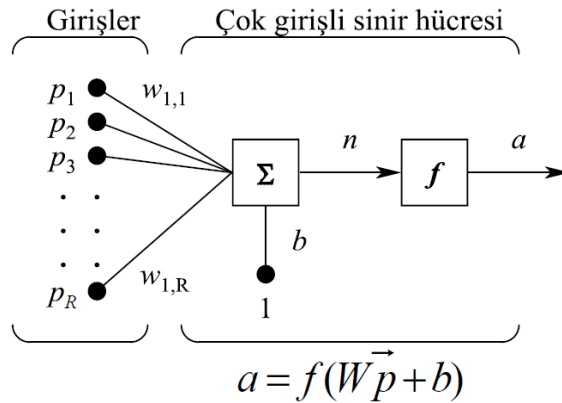 Girişler
Çok girişli sinir hücresi
p1
w1,1
p2
p3
. .
. .
. .
pR
w1,R
Σ
n
f
a
b
1
a = f(Wp⃗ + b)